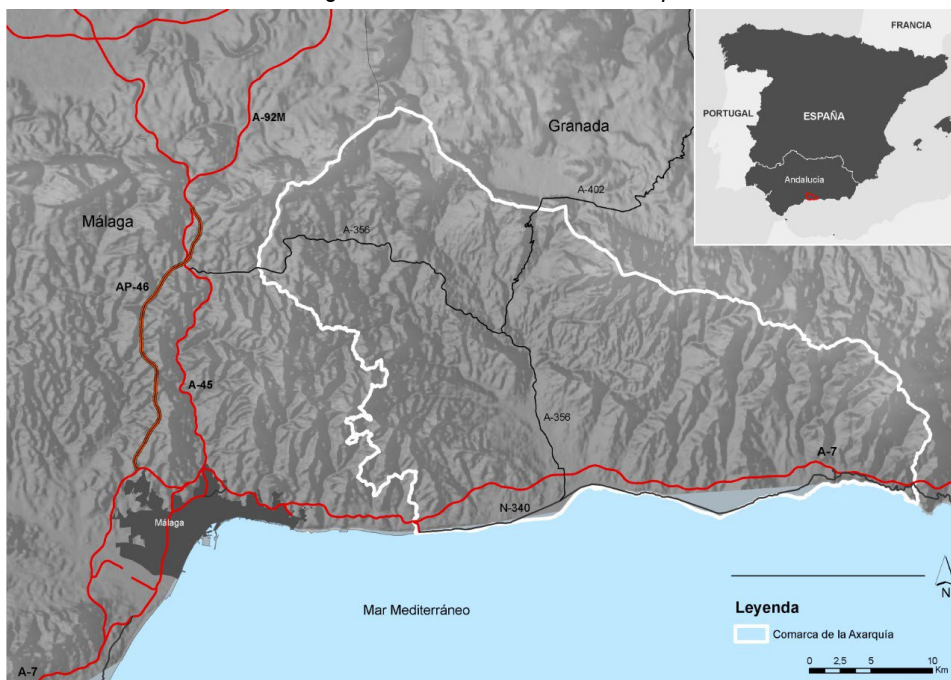 FRANCIA
PORTUGAL
ESPAÑA
Andalucía
A-92M
Granada
A-402
Málaga
A-356
AP-46
A-45
A-356
A-7
N-340
Málaga
Mar Mediterráneo
N
Leyenda
Comarca de la Axarquía
A-7
0 2,5 5 10
Km